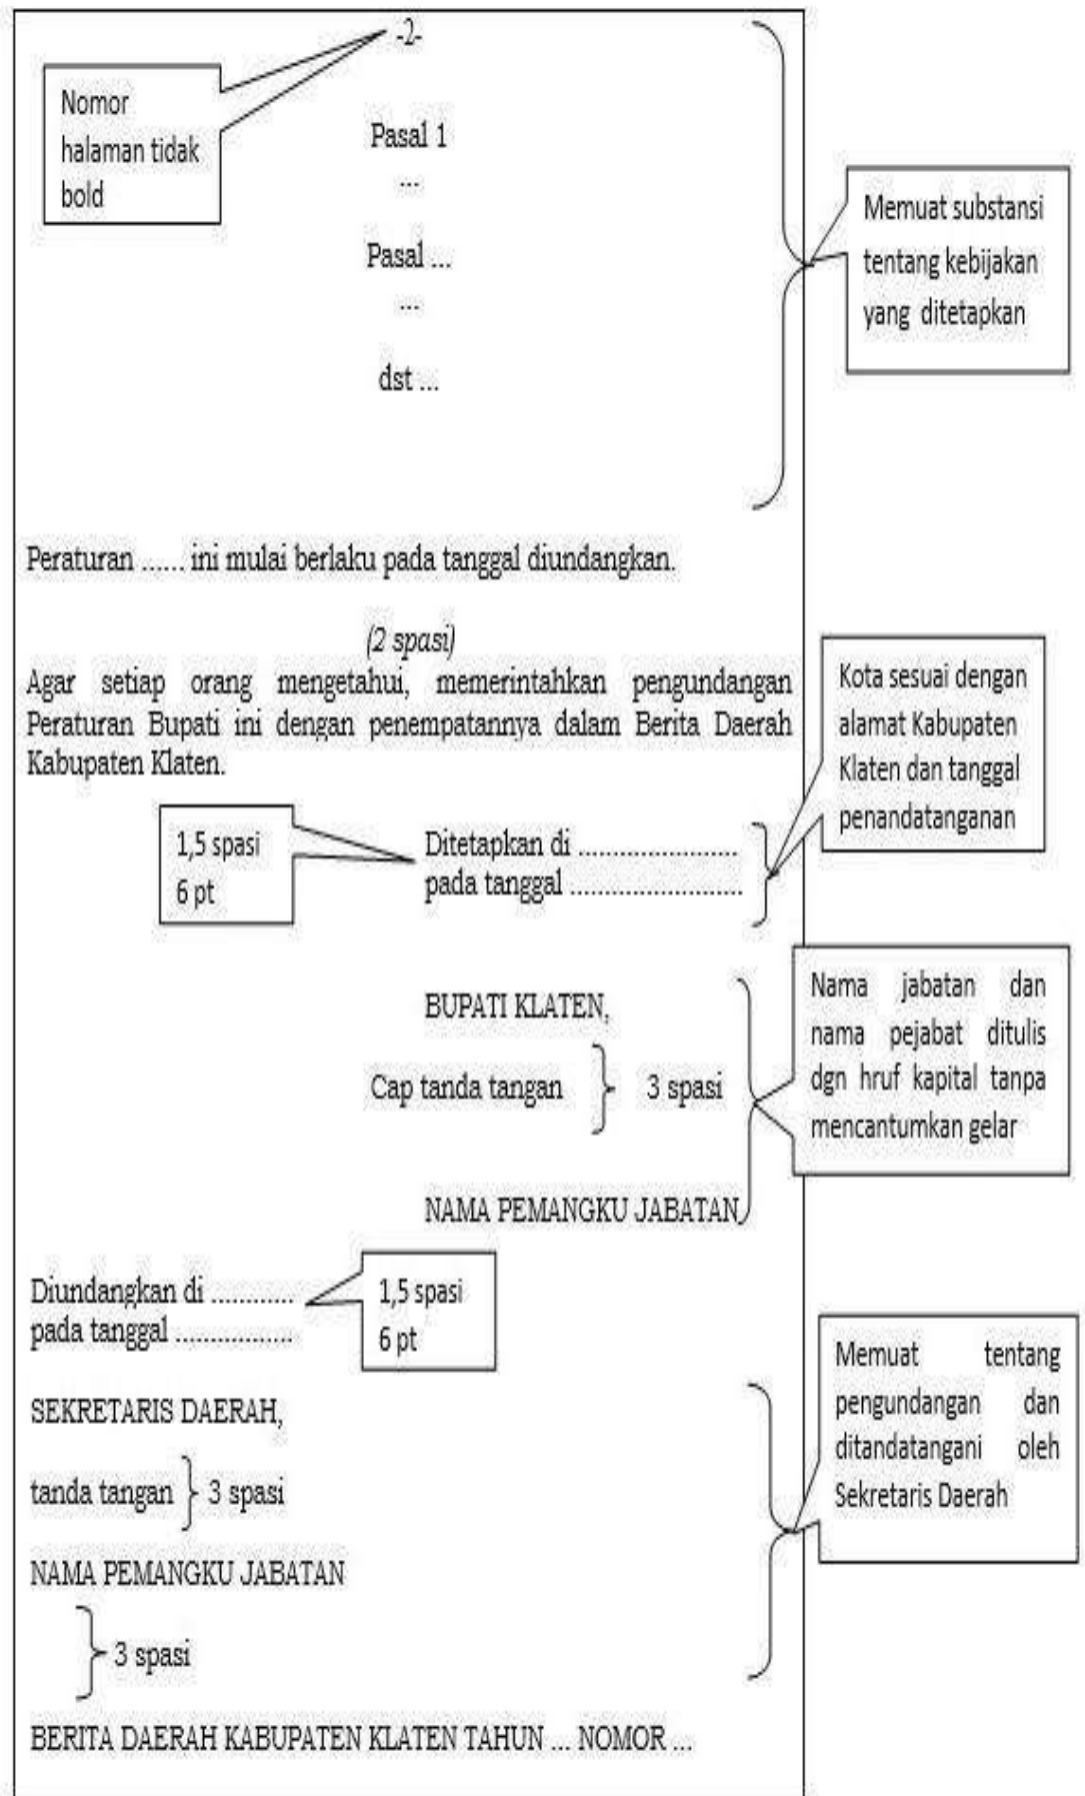 -2-
Nomor
halaman tidak
bold
Pasal 1
...
Pasal ...
...
dst ...
Memuat substansi
tentang kebijakan
yang ditetapkan
Peraturan ...... ini mulai berlaku pada tanggal diundangkan.
(2 spasi)
Agar setiap orang mengetahui, memerintahkan pengundangan
Peraturan Bupati ini dengan penempatannya dalam Berita Daerah
Kabupaten Klaten.
Kota sesuai dengan
alamat Kabupaten
Klaten dan tanggal
penandatanganan
1,5 spasi
6 pt
Ditetapkan di ........................
pada tanggal ..........................
BUPATI KLATEN,
Cap tanda tangan
3 spasi
NAMA PEMANGKU JABATAN
Nama jabatan dan
nama pejabat ditulis
dgn hruf kapital tanpa
mencantumkan gelar
Diundangkan di ............
pada tanggal .................
1,5 spasi
6 pt
SEKRETARIS DAERAH,
tanda tangan
3 spasi
NAMA PEMANGKU JABATAN
3 spasi
Memuat tentang
pengundangan dan
ditandatangani oleh
Sekretaris Daerah
BERITA DAERAH KABUPATEN KLATEN TAHUN ... NOMOR ...